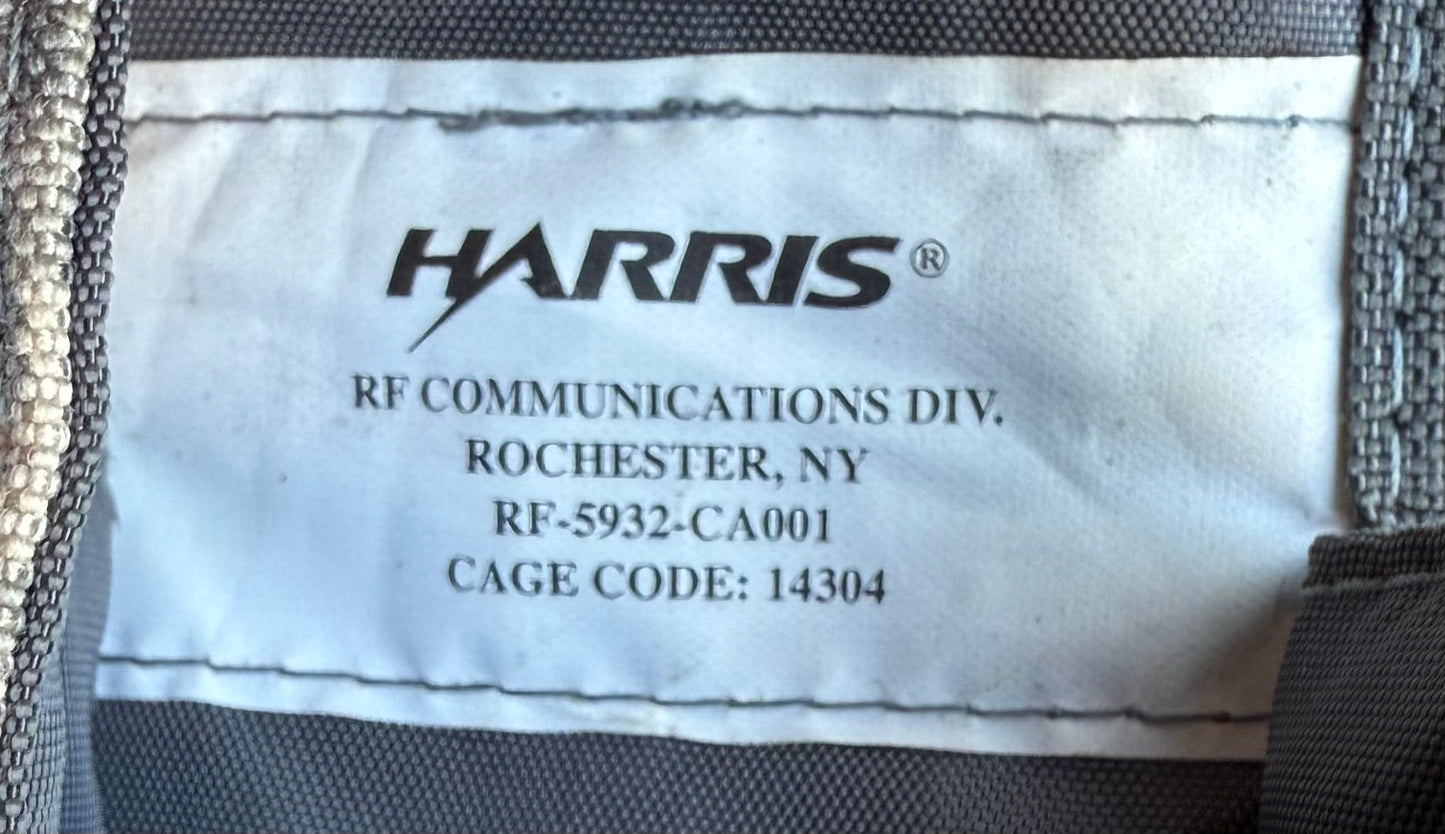 HARRIS®
RF COMMUNICATIONS DIV.
ROCHESTER, NY
RF-5932-CA001
CAGE CODE: 14304